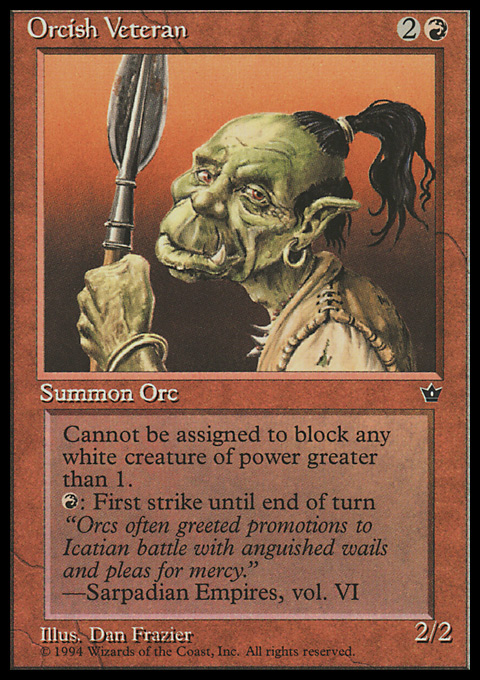 Orcish Veteran 2
Summon Orc
Cannot be assigned to block any
white creature of power greater
than 1.
: First strike until end of turn
“Orcs often greeted promotions to
Icatian battle with anguished wails
and pleas for mercy.”
—Sarpadian Empires, vol. VI
Illus. Dan Frazier 2/2
© 1994 Wizards of the Coast, Inc. All rights reserved.